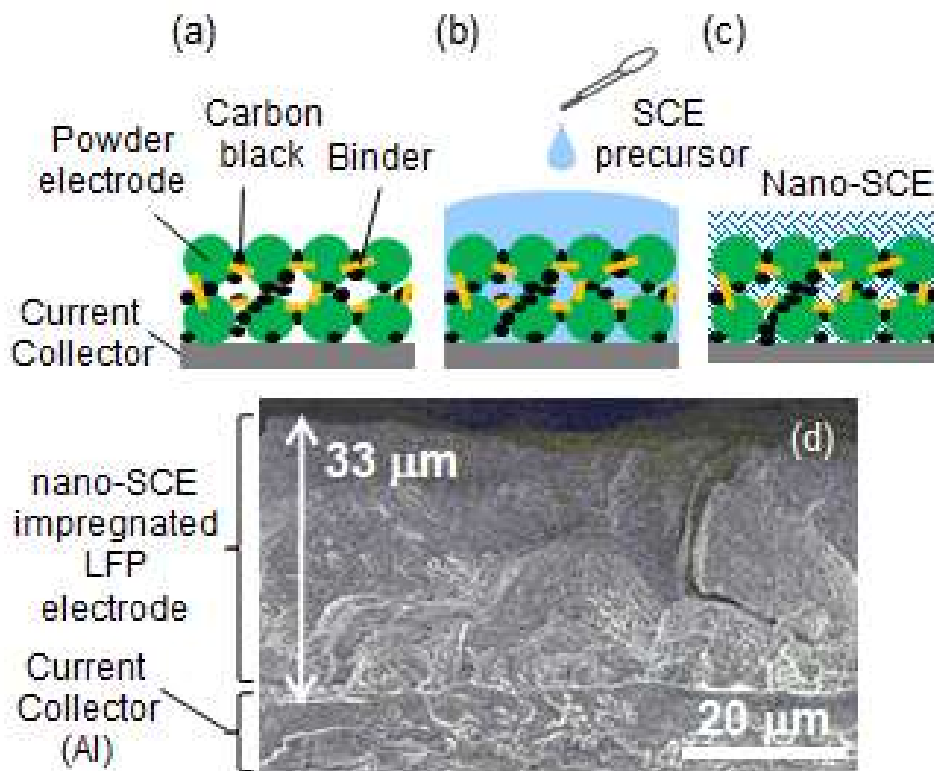 (a)
(b)
(c)
Powder
electrode
Carbon
black
Binder
SCE
precursor
Nano-SCE
Current
Collector
(d)
33 μm
nano-SCE
impregnated
LFP
electrode
Current
Collector
(Al)
20 μm